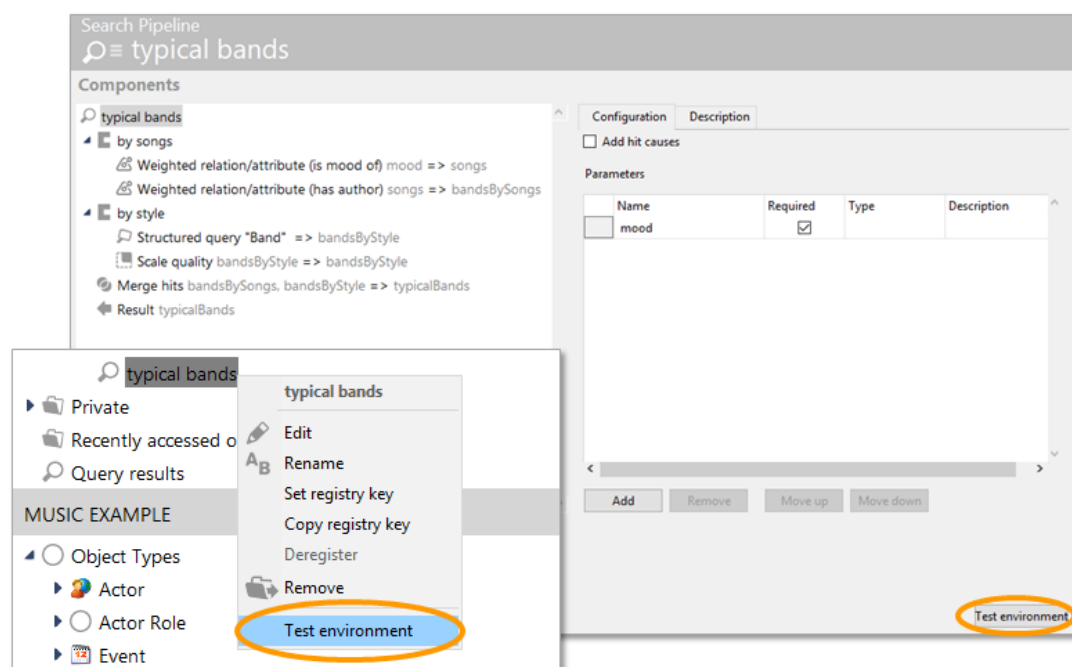 Search Pipeline
typical bands
Components
typical bands
by songs
Weighted relation/attribute (is mood of) mood => songs
Weighted relation/attribute (has author) songs => bandsBySongs
by style
Structured query "Band" => bandsByStyle
Scale quality bandsByStyle => bandsByStyle
Merge hits bandsBySongs, bandsByStyle => typicalBands
Result typicalBands
Configuration Description
Add hit causes
Parameters
Name Required Type Description
mood
Add Remove Move up Move down
Test environment
typical bands
Private
Recently accessed o
Query results
MUSIC EXAMPLE
Object Types
Actor
Actor Role
12
Event
typical bands
Edit
AB
Rename
Set registry key
Copy registry key
Deregister
Remove
Test environment